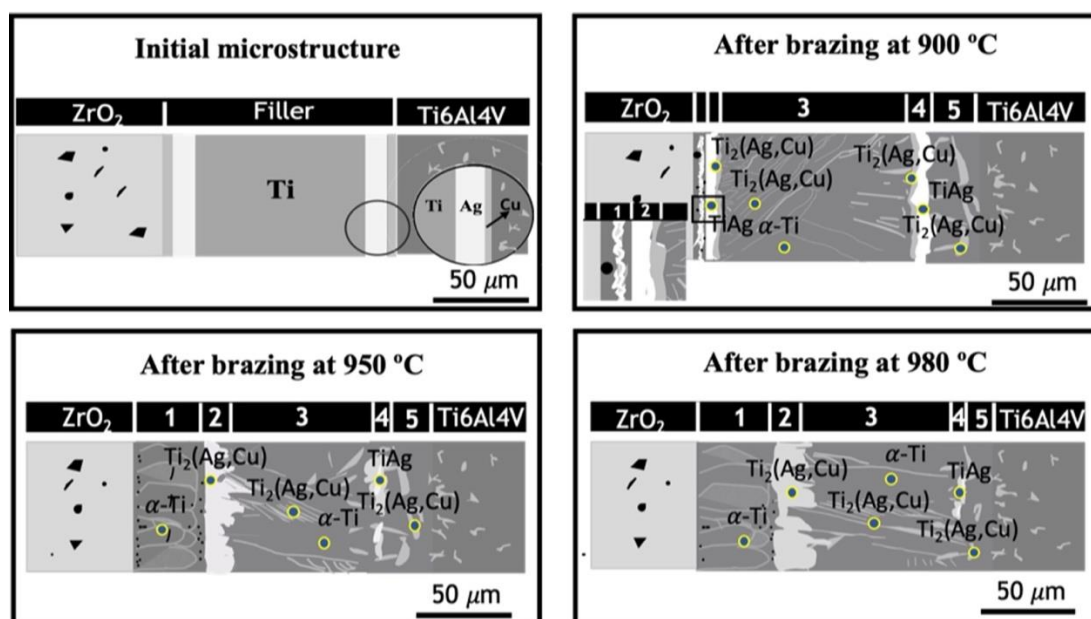 Initial microstructure
ZrO₂ Filler Ti6Al4V
Ti
Ti Ag Cu
50 μm
After brazing at 900 ºC
ZrO₂ 3 4 5 Ti6Al4V
Ti₂(Ag,Cu) Ti₂(Ag,Cu)
Ti₂(Ag,Cu) TiAg
1 2 TiAg α-Ti Ti₂(Ag,Cu)
50 μm
After brazing at 950 ºC
ZrO₂ 1 2 3 4 5 Ti6Al4V
Ti₂(Ag,Cu) TiAg
α-Ti Ti₂(Ag,Cu) α-Ti Ti₂(Ag,Cu)
50 μm
After brazing at 980 ºC
ZrO₂ 1 2 3 4 5 Ti6Al4V
Ti₂(Ag,Cu) α-Ti TiAg
α-Ti Ti₂(Ag,Cu) Ti₂(Ag,Cu)
50 μm